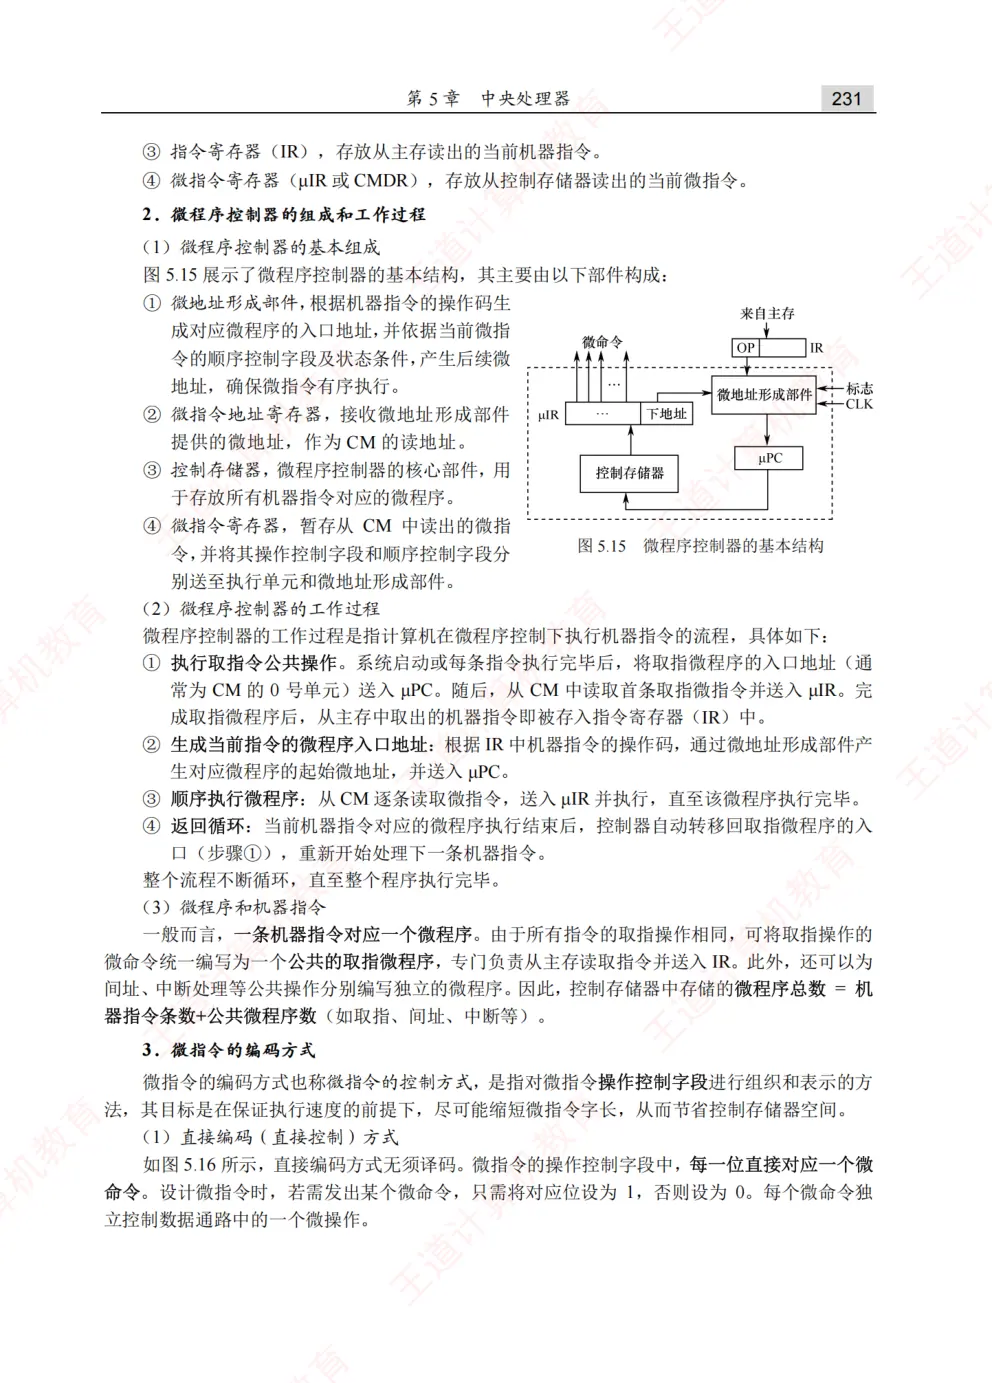 第 5 章　中央处理器　231
③ 指令寄存器（IR），存放从主存读出的当前机器指令。
④ 微指令寄存器（μIR 或 CMDR），存放从控制存储器读出的当前微指令。
2．微程序控制器的组成和工作过程
（1）微程序控制器的基本组成
图 5.15 展示了微程序控制器的基本结构，其主要由以下部件构成：
① 微地址形成部件，根据机器指令的操作码生
成对应微程序的入口地址，并依据当前微指
令的顺序控制字段及状态条件，产生后续微
地址，确保微指令有序执行。
② 微指令地址寄存器，接收微地址形成部件
提供的微地址，作为 CM 的读地址。
③ 控制存储器，微程序控制器的核心部件，用
于存放所有机器指令对应的微程序。
④ 微指令寄存器，暂存从 CM 中读出的微指
令，并将其操作控制字段和顺序控制字段分
别送至执行单元和微地址形成部件。
来自主存
微命令
OP
IR
…
微地址形成部件
标志
CLK
μIR
…
下地址
μPC
控制存储器
图 5.15　微程序控制器的基本结构
（2）微程序控制器的工作过程
微程序控制器的工作过程是指计算机在微程序控制下执行机器指令的流程，具体如下：
① 执行取指令公共操作。系统启动或每条指令执行完毕后，将取指微程序的入口地址（通
常为 CM 的 0 号单元）送入 μPC。随后，从 CM 中读取首条取指微指令并送入 μIR。完
成取指微程序后，从主存中取出的机器指令即被存入指令寄存器（IR）中。
② 生成当前指令的微程序入口地址：根据 IR 中机器指令的操作码，通过微地址形成部件产
生对应微程序的起始微地址，并送入 μPC。
③ 顺序执行微程序：从 CM 逐条读取微指令，送入 μIR 并执行，直至该微程序执行完毕。
④ 返回循环：当前机器指令对应的微程序执行结束后，控制器自动转移回取指微程序的入
口（步骤①），重新开始处理下一条机器指令。
整个流程不断循环，直至整个程序执行完毕。
（3）微程序和机器指令
一般而言，一条机器指令对应一个微程序。由于所有指令的取指操作相同，可将取指操作的
微命令统一编写为一个公共的取指微程序，专门负责从主存读取指令并送入 IR。此外，还可以为
间址、中断处理等公共操作分别编写独立的微程序。因此，控制存储器中存储的微程序总数 = 机
器指令条数+公共微程序数（如取指、间址、中断等）。
3．微指令的编码方式
微指令的编码方式也称微指令的控制方式，是指对微指令操作控制字段进行组织和表示的方
法，其目标是在保证执行速度的前提下，尽可能缩短微指令字长，从而节省控制存储器空间。
（1）直接编码（直接控制）方式
如图 5.16 所示，直接编码方式无须译码。微指令的操作控制字段中，每一位直接对应一个微
命令。设计微指令时，若需发出某个微命令，只需将对应位设为 1，否则设为 0。每个微命令独
立控制数据通路中的一个微操作。
王道计算机教育